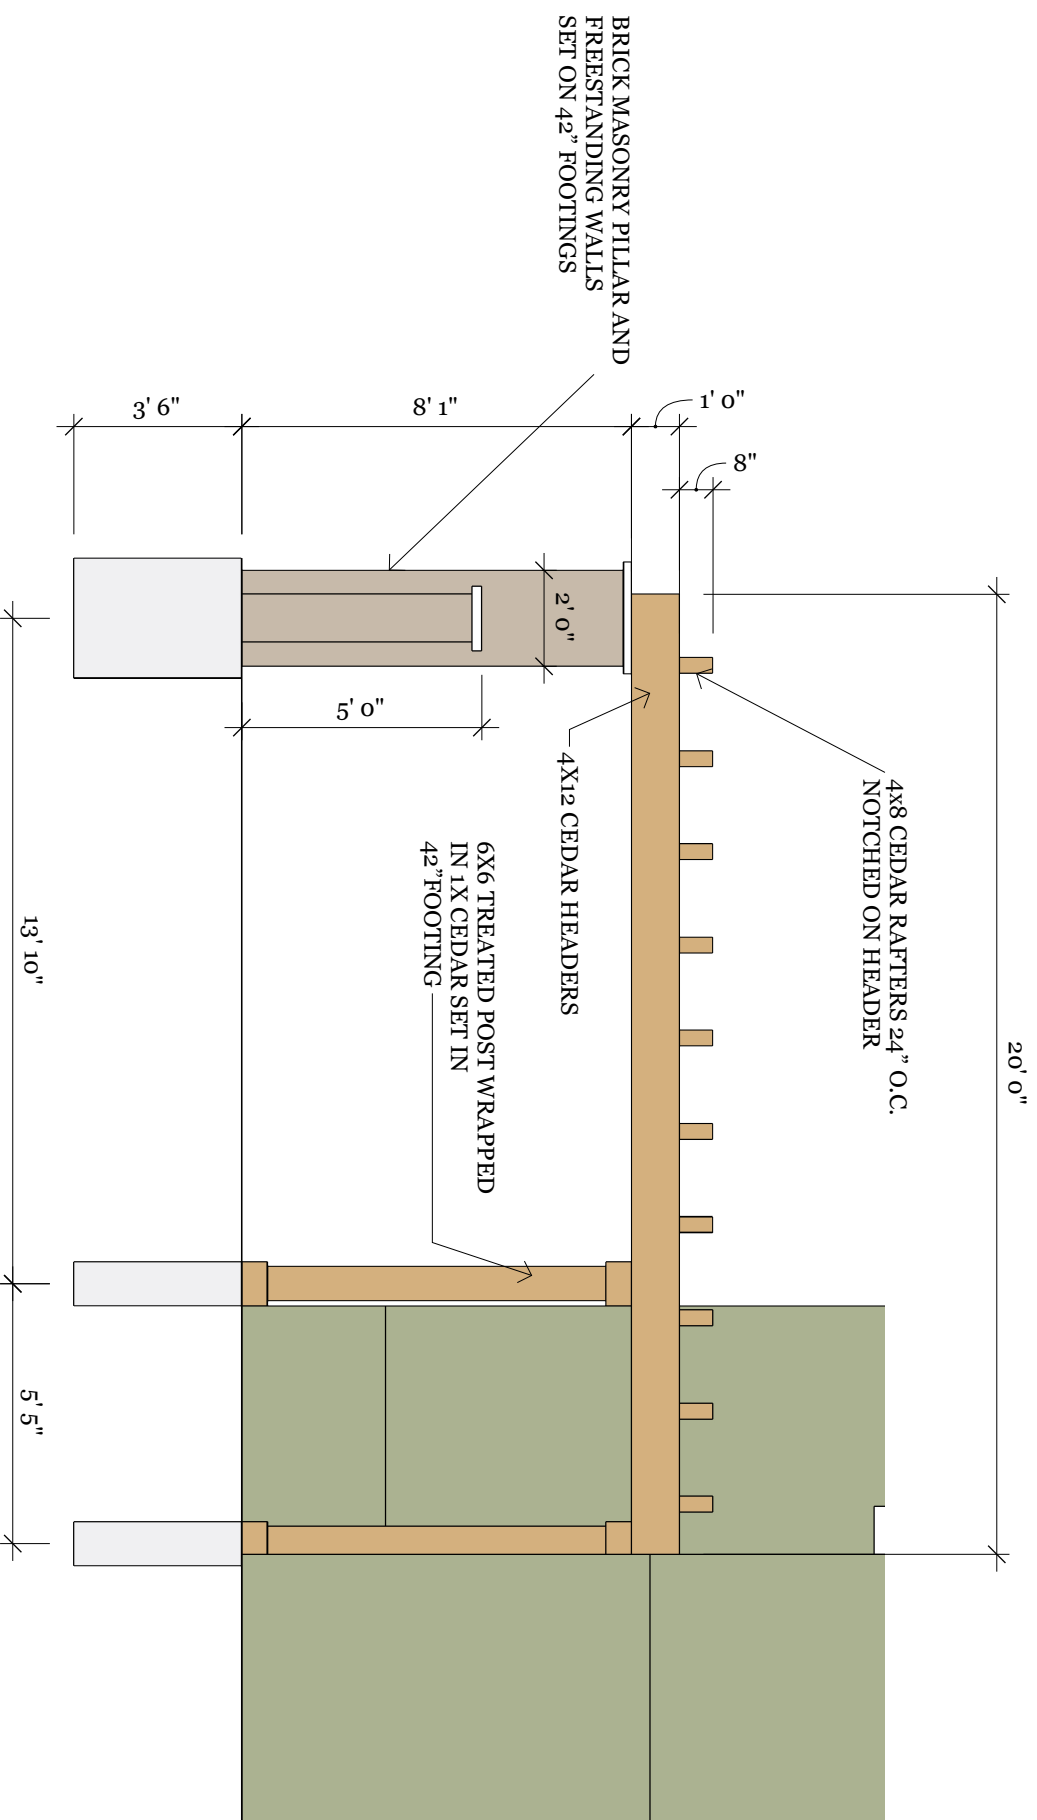 BRICK MASONRY PILLAR AND
FREESTANDING WALLS
SET ON 42” FOOTINGS
3' 6"
8' 1"
1' 0"
8"
2' 0"
5' 0"
20' 0"
4x8 CEDAR RAFTERS 24” O.C.
NOTCHED ON HEADER
4X12 CEDAR HEADERS
6X6 TREATED POST WRAPPED
IN 1X CEDAR SET IN
42”FOOTING
13' 10"
5' 5"